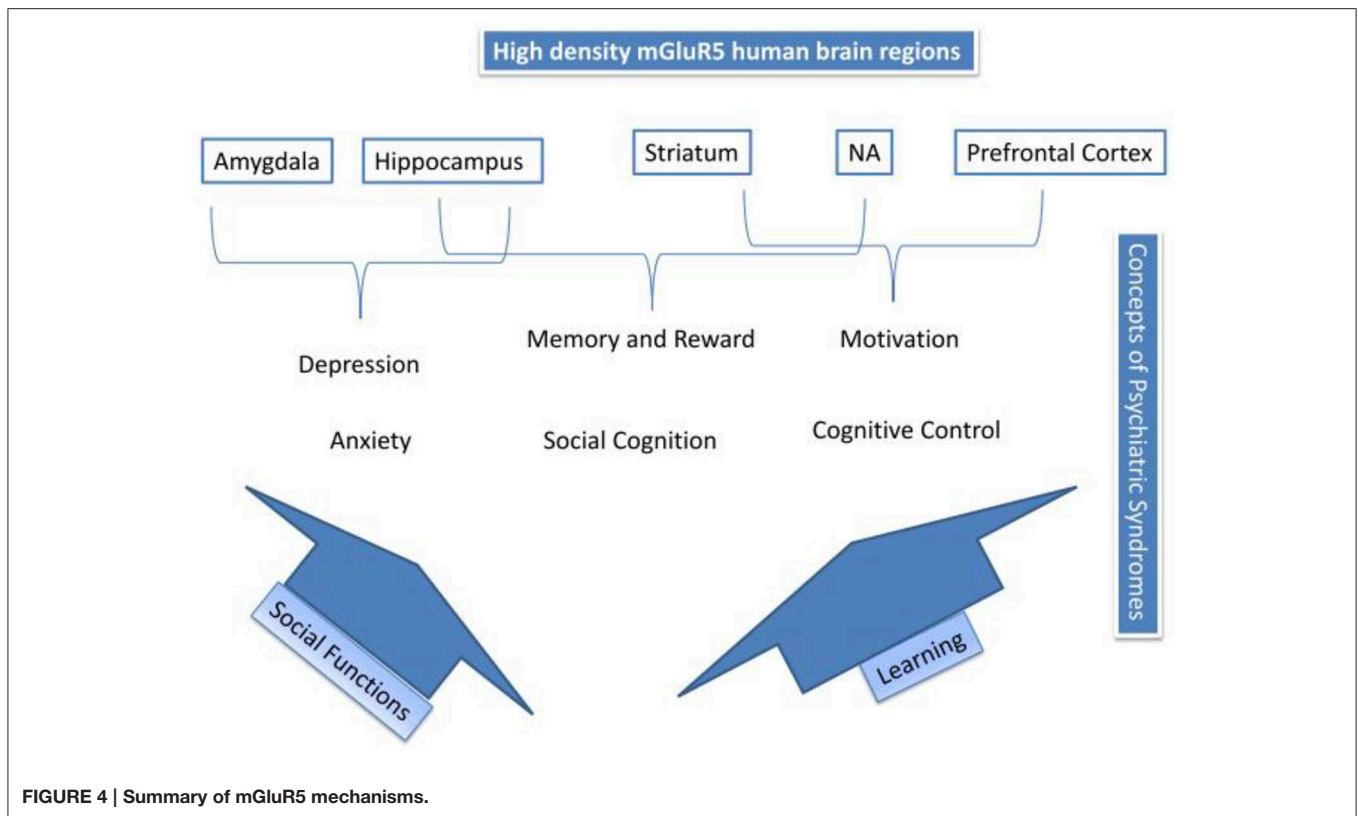 High density mGluR5 human brain regions
Amygdala
Hippocampus
Striatum
NA
Prefrontal Cortex
Concepts of Psychiatric Syndromes
Depression
Memory and Reward
Motivation
Anxiety
Social Cognition
Cognitive Control
Social Functions
Learning
FIGURE 4 | Summary of mGluR5 mechanisms.